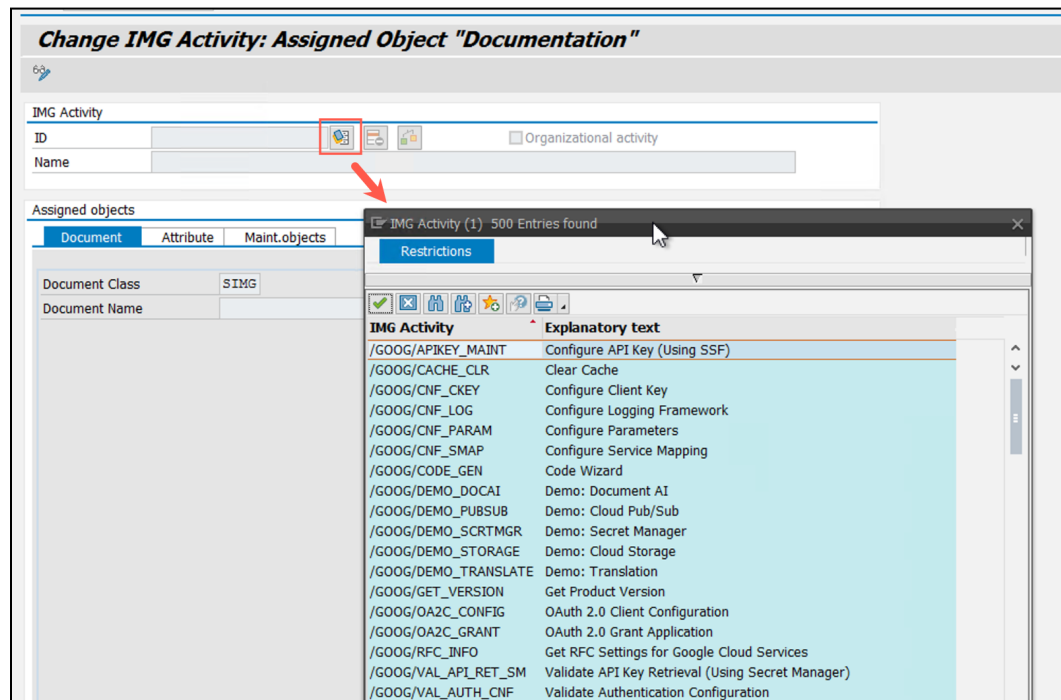 Change IMG Activity: Assigned Object "Documentation"
IMG Activity
ID
Organizational activity
Name
Assigned objects
Document Attribute Maint.objects
Document Class SIMG
Document Name
IMG Activity (1) 500 Entries found
Restrictions
IMG Activity Explanatory text
/GOOG/APIKEY_MAINT Configure API Key (Using SSF)
/GOOG/CACHE_CLR Clear Cache
/GOOG/CNF_CKEY Configure Client Key
/GOOG/CNF_LOG Configure Logging Framework
/GOOG/CNF_PARAM Configure Parameters
/GOOG/CNF_SMAP Configure Service Mapping
/GOOG/CODE_GEN Code Wizard
/GOOG/DEMO_DOCAI Demo: Document AI
/GOOG/DEMO_PUBSUB Demo: Cloud Pub/Sub
/GOOG/DEMO_SCRTMGR Demo: Secret Manager
/GOOG/DEMO_STORAGE Demo: Cloud Storage
/GOOG/DEMO_TRANSLATE Demo: Translation
/GOOG/GET_VERSION Get Product Version
/GOOG/OA2C_CONFIG OAuth 2.0 Client Configuration
/GOOG/OA2C_GRANT OAuth 2.0 Grant Application
/GOOG/RFC_INFO Get RFC Settings for Google Cloud Services
/GOOG/VAL_API_RET_SM Validate API Key Retrieval (Using Secret Manager)
/GOOG/VAL_AUTH_CNF Validate Authentication Configuration